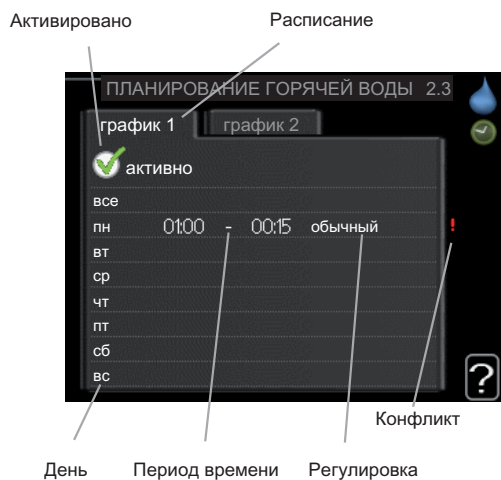 Активировано
Расписание
ПЛАНИРОВАНИЕ ГОРЯЧЕЙ ВОДЫ 2.3
график 1 график 2
активно
все
пн 01:00 - 00:15 обычный !
вт
ср
чт
пт
сб
вс
?
Конфликт
День Период времени Регулировка